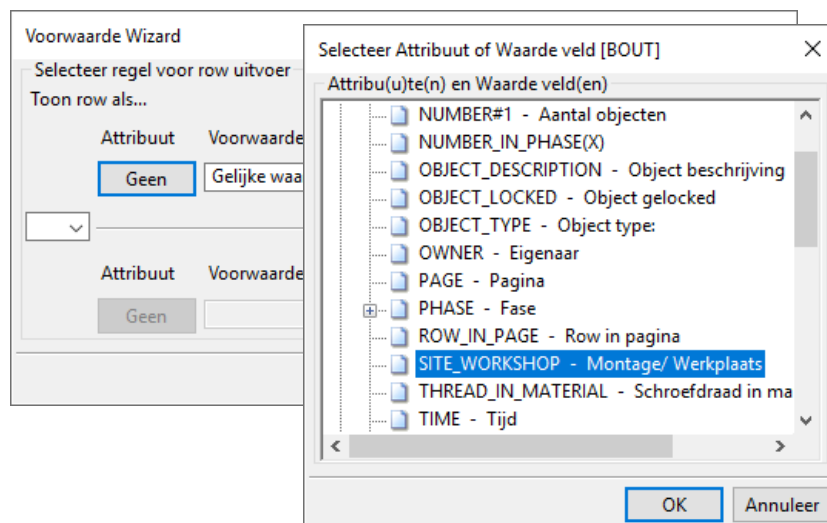 Voorwaarde Wizard
Selecteer regel voor row uitvoer
Toon row als...
Attribuut Voorwaarde
Geen Gelijke waa
Attribuut Voorwaarde
Geen
Selecteer Attribuut of Waarde veld [BOUT]
Attribu(u)te(n) en Waarde veld(en)
NUMBER#1 - Aantal objecten
NUMBER_IN_PHASE(X)
OBJECT_DESCRIPTION - Object beschrijving
OBJECT_LOCKED - Object gelocked
OBJECT_TYPE - Object type:
OWNER - Eigenaar
PAGE - Pagina
PHASE - Fase
ROW_IN_PAGE - Row in pagina
SITE_WORKSHOP - Montage/ Werkplaats
THREAD_IN_MATERIAL - Schroefdraad in ma
TIME - Tijd
OK Annuleer